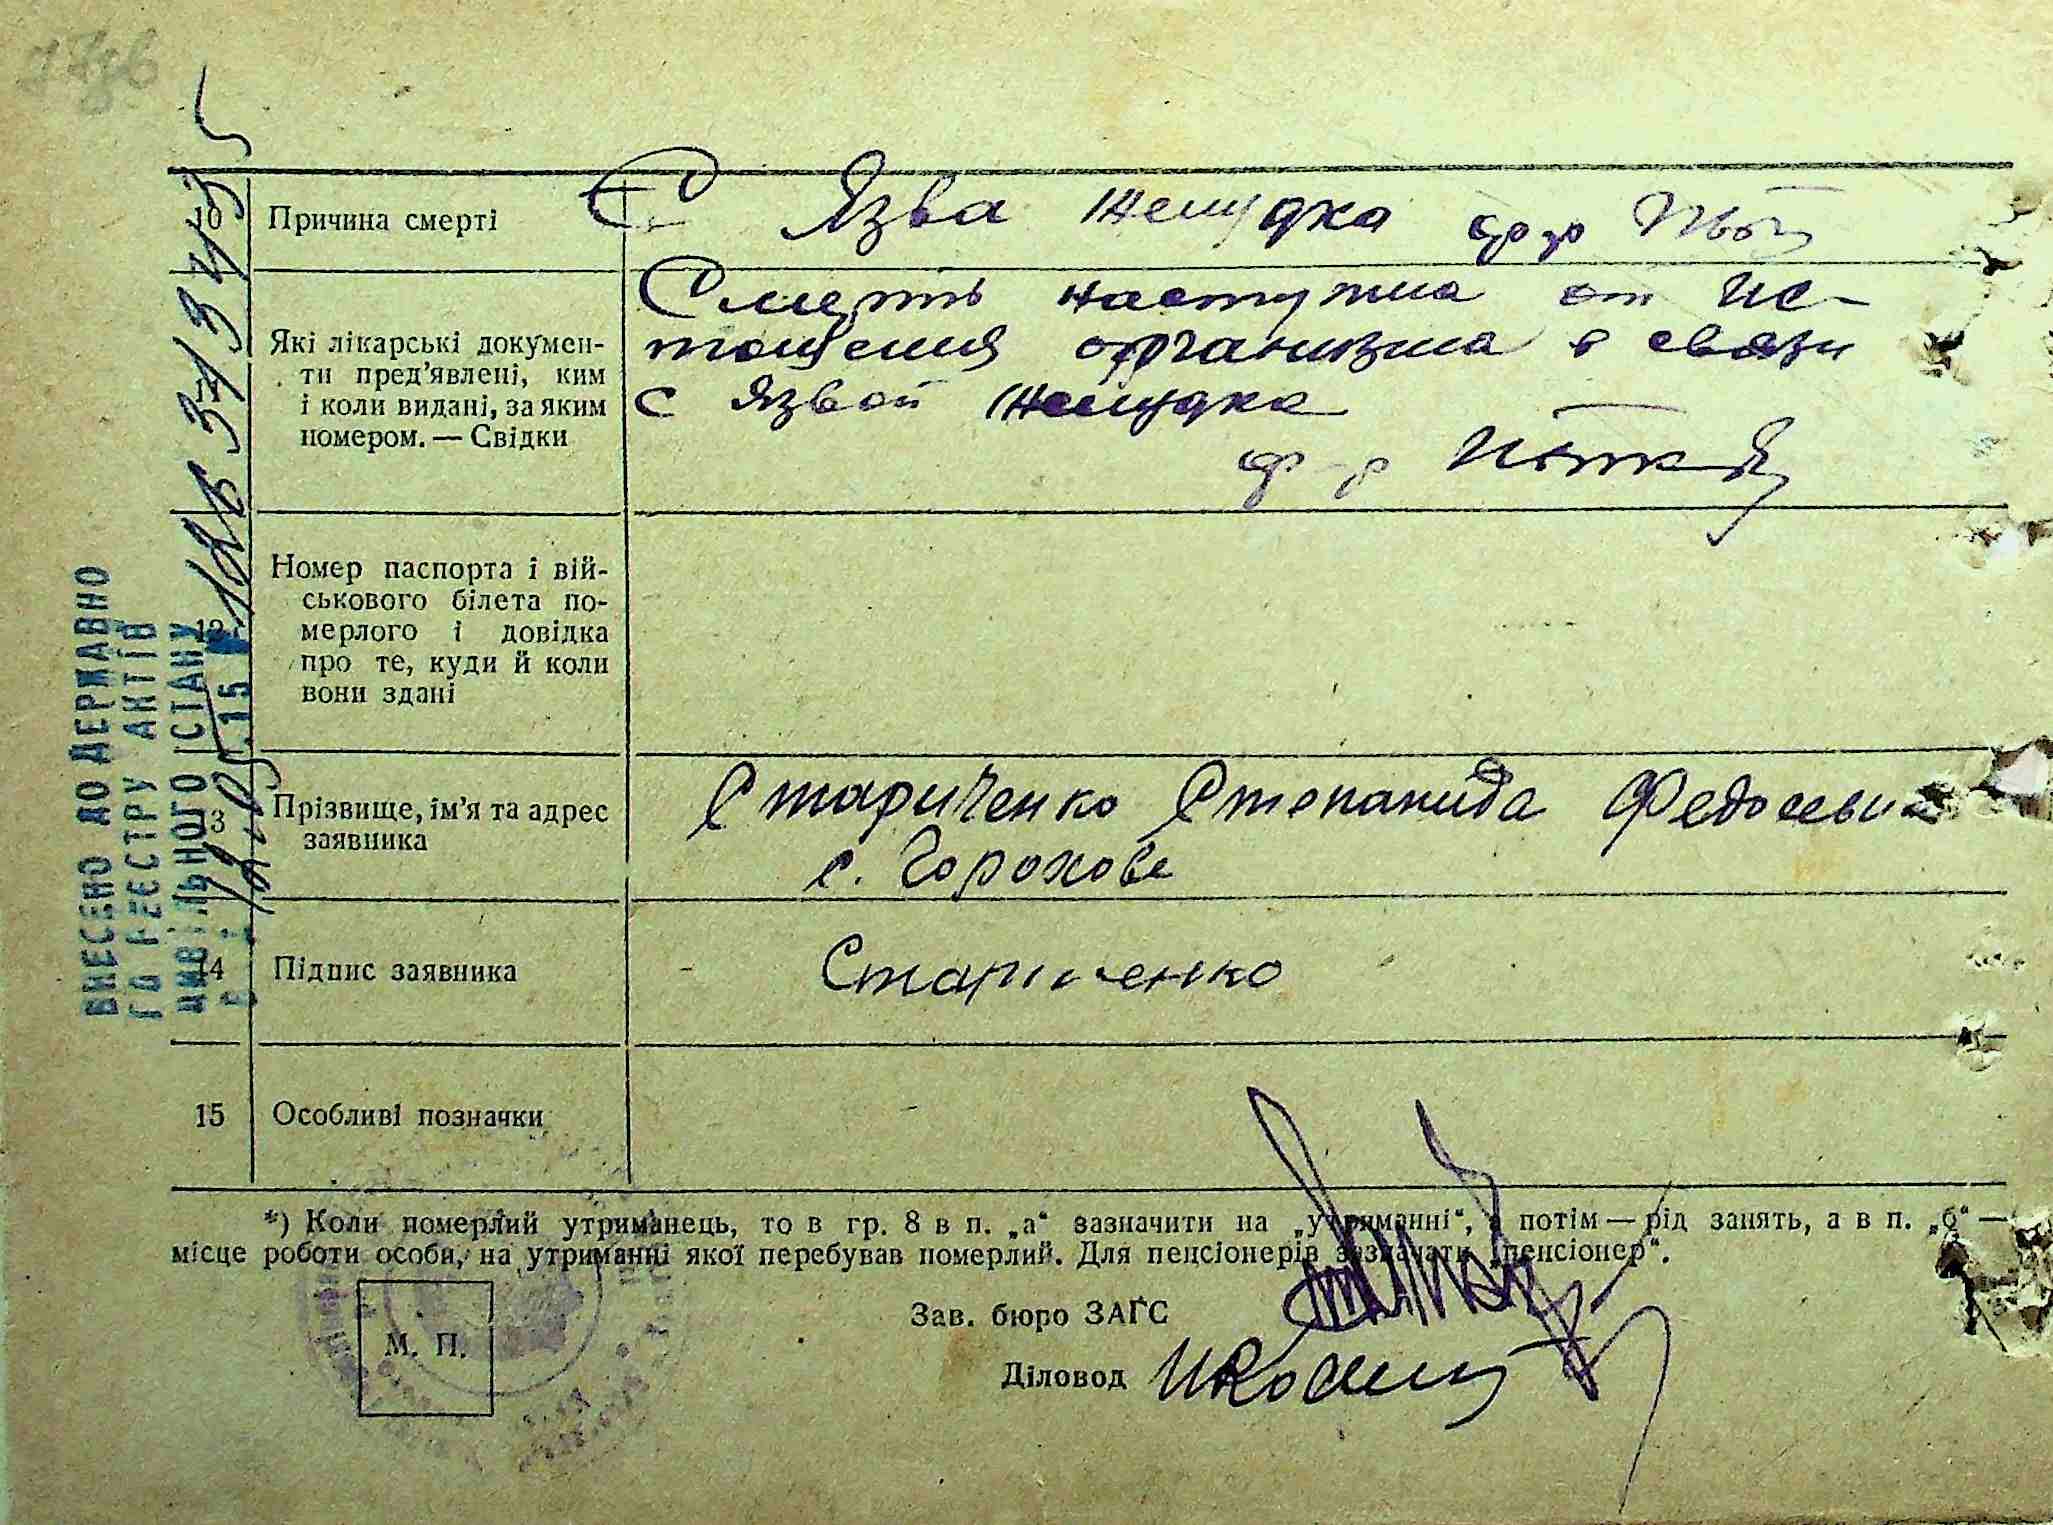 10 Причина смерті Язва желудка
11 Які лікарські докумен-
ти пред’явлені, ким
і коли видані, за яким
номером. — Свідки
Смерть наступила от ис-
тощения организма в связи
с язвой желудка
12 Номер паспорта і вій-
ськового білета по-
мерлого і довідка
про те, куди й коли
вони здані
13 Прізвище, ім’я та адрес
заявника
Стариченко Степанида
с. Горохове
14 Підпис заявника Стариченко
15 Особливі позначки
*) Коли померлий утриманець, то в гр. 8 в п. „а“ зазначити на „утриманні“, а потім — рід занять, а в п. „б“ —
місце роботи особи, на утриманні якої перебував померлий. Для пенсіонерів зазначати „пенсіонер“.
М. П.
Зав. бюро ЗАҐС
Діловод
ВНЕСЕНО ДО ДЕРЖАВНО
ГО РЕЄСТРУ АКТІВ
ЦИВІЛЬНОГО СТАНУ